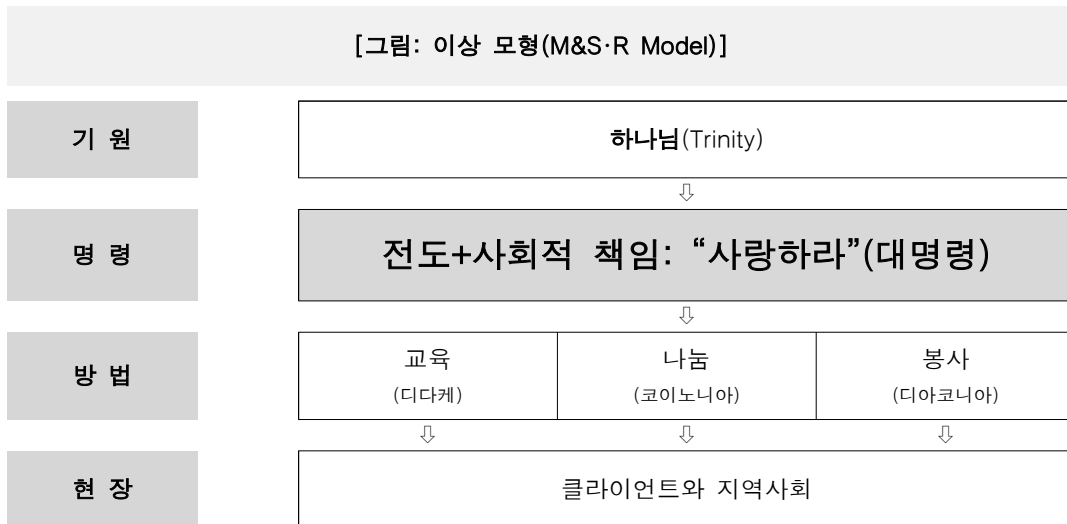 [그림: 이상 모형(M&S·R Model)]
기 원
하나님(Trinity)
⇩
명 령
전도+사회적 책임: “사랑하라”(대명령)
⇩
방 법
교육 나눔 봉사
(디다케) (코이노니아) (디아코니아)
⇩ ⇩ ⇩
현 장
클라이언트와 지역사회